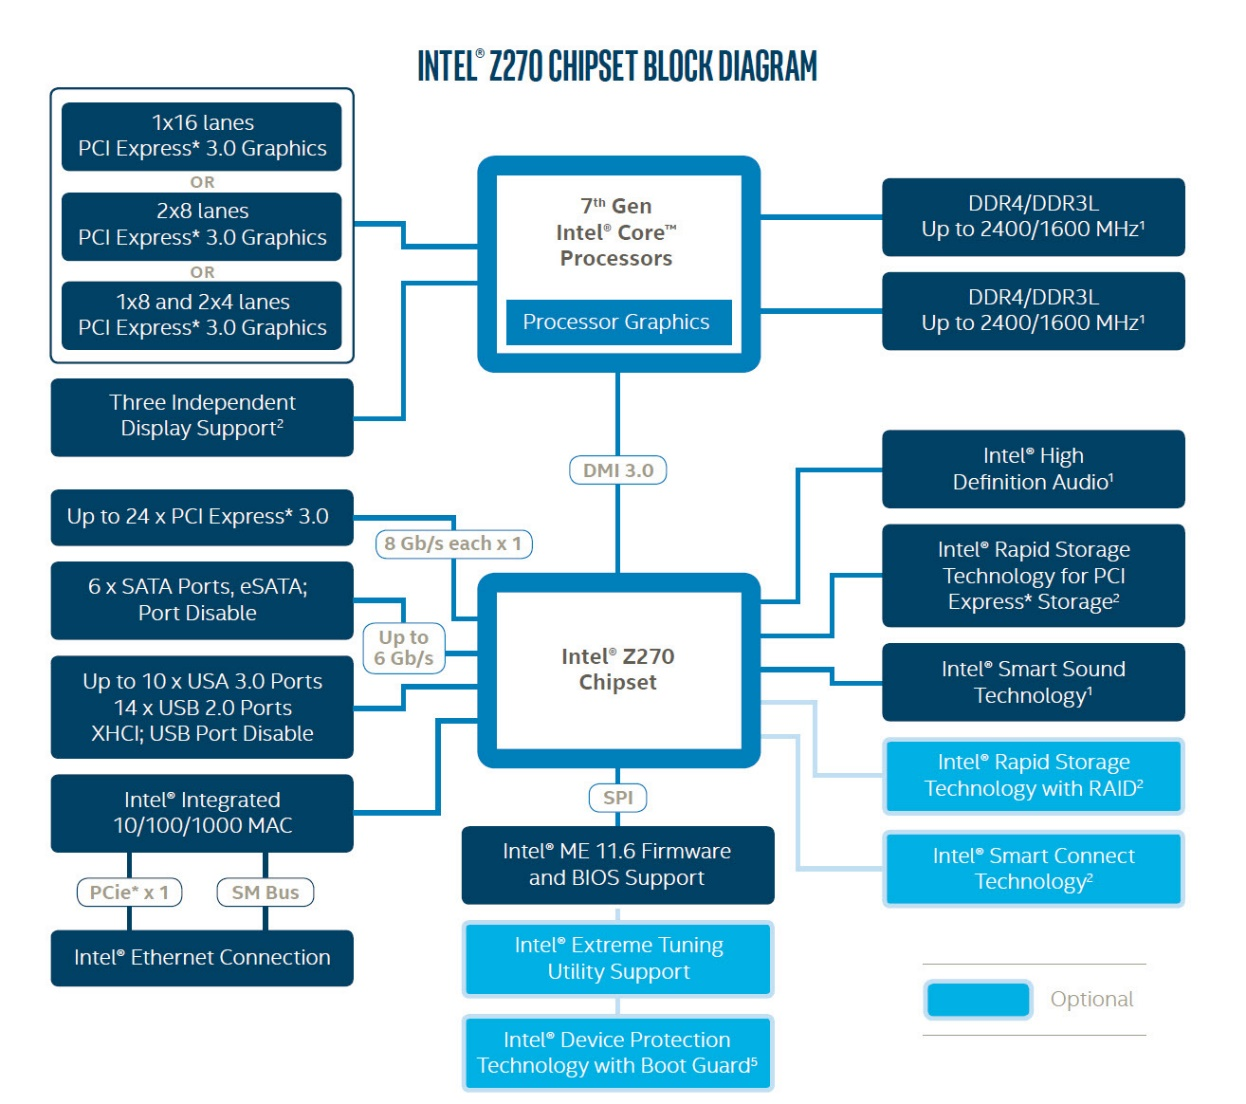 INTEL® Z270 CHIPSET BLOCK DIAGRAM
1x16 lanes
PCI Express* 3.0 Graphics
OR
2x8 lanes
PCI Express* 3.0 Graphics
OR
1x8 and 2x4 lanes
PCI Express* 3.0 Graphics
Three Independent
Display Support²
7th Gen
Intel® Core™
Processors
Processor Graphics
DDR4/DDR3L
Up to 2400/1600 MHz¹
DDR4/DDR3L
Up to 2400/1600 MHz¹
DMI 3.0
Up to 24 x PCI Express* 3.0
8 Gb/s each x 1
6 x SATA Ports, eSATA;
Port Disable
Up to
6 Gb/s
Up to 10 x USA 3.0 Ports
14 x USB 2.0 Ports
XHCI; USB Port Disable
Intel® Integrated
10/100/1000 MAC
PCIe* x 1
SM Bus
Intel® Ethernet Connection
Intel® Z270
Chipset
SPI
Intel® ME 11.6 Firmware
and BIOS Support
Intel® Extreme Tuning
Utility Support
Intel® Device Protection
Technology with Boot Guard⁵
Intel® High
Definition Audio¹
Intel® Rapid Storage
Technology for PCI
Express* Storage²
Intel® Smart Sound
Technology¹
Intel® Rapid Storage
Technology with RAID²
Intel® Smart Connect
Technology²
Optional